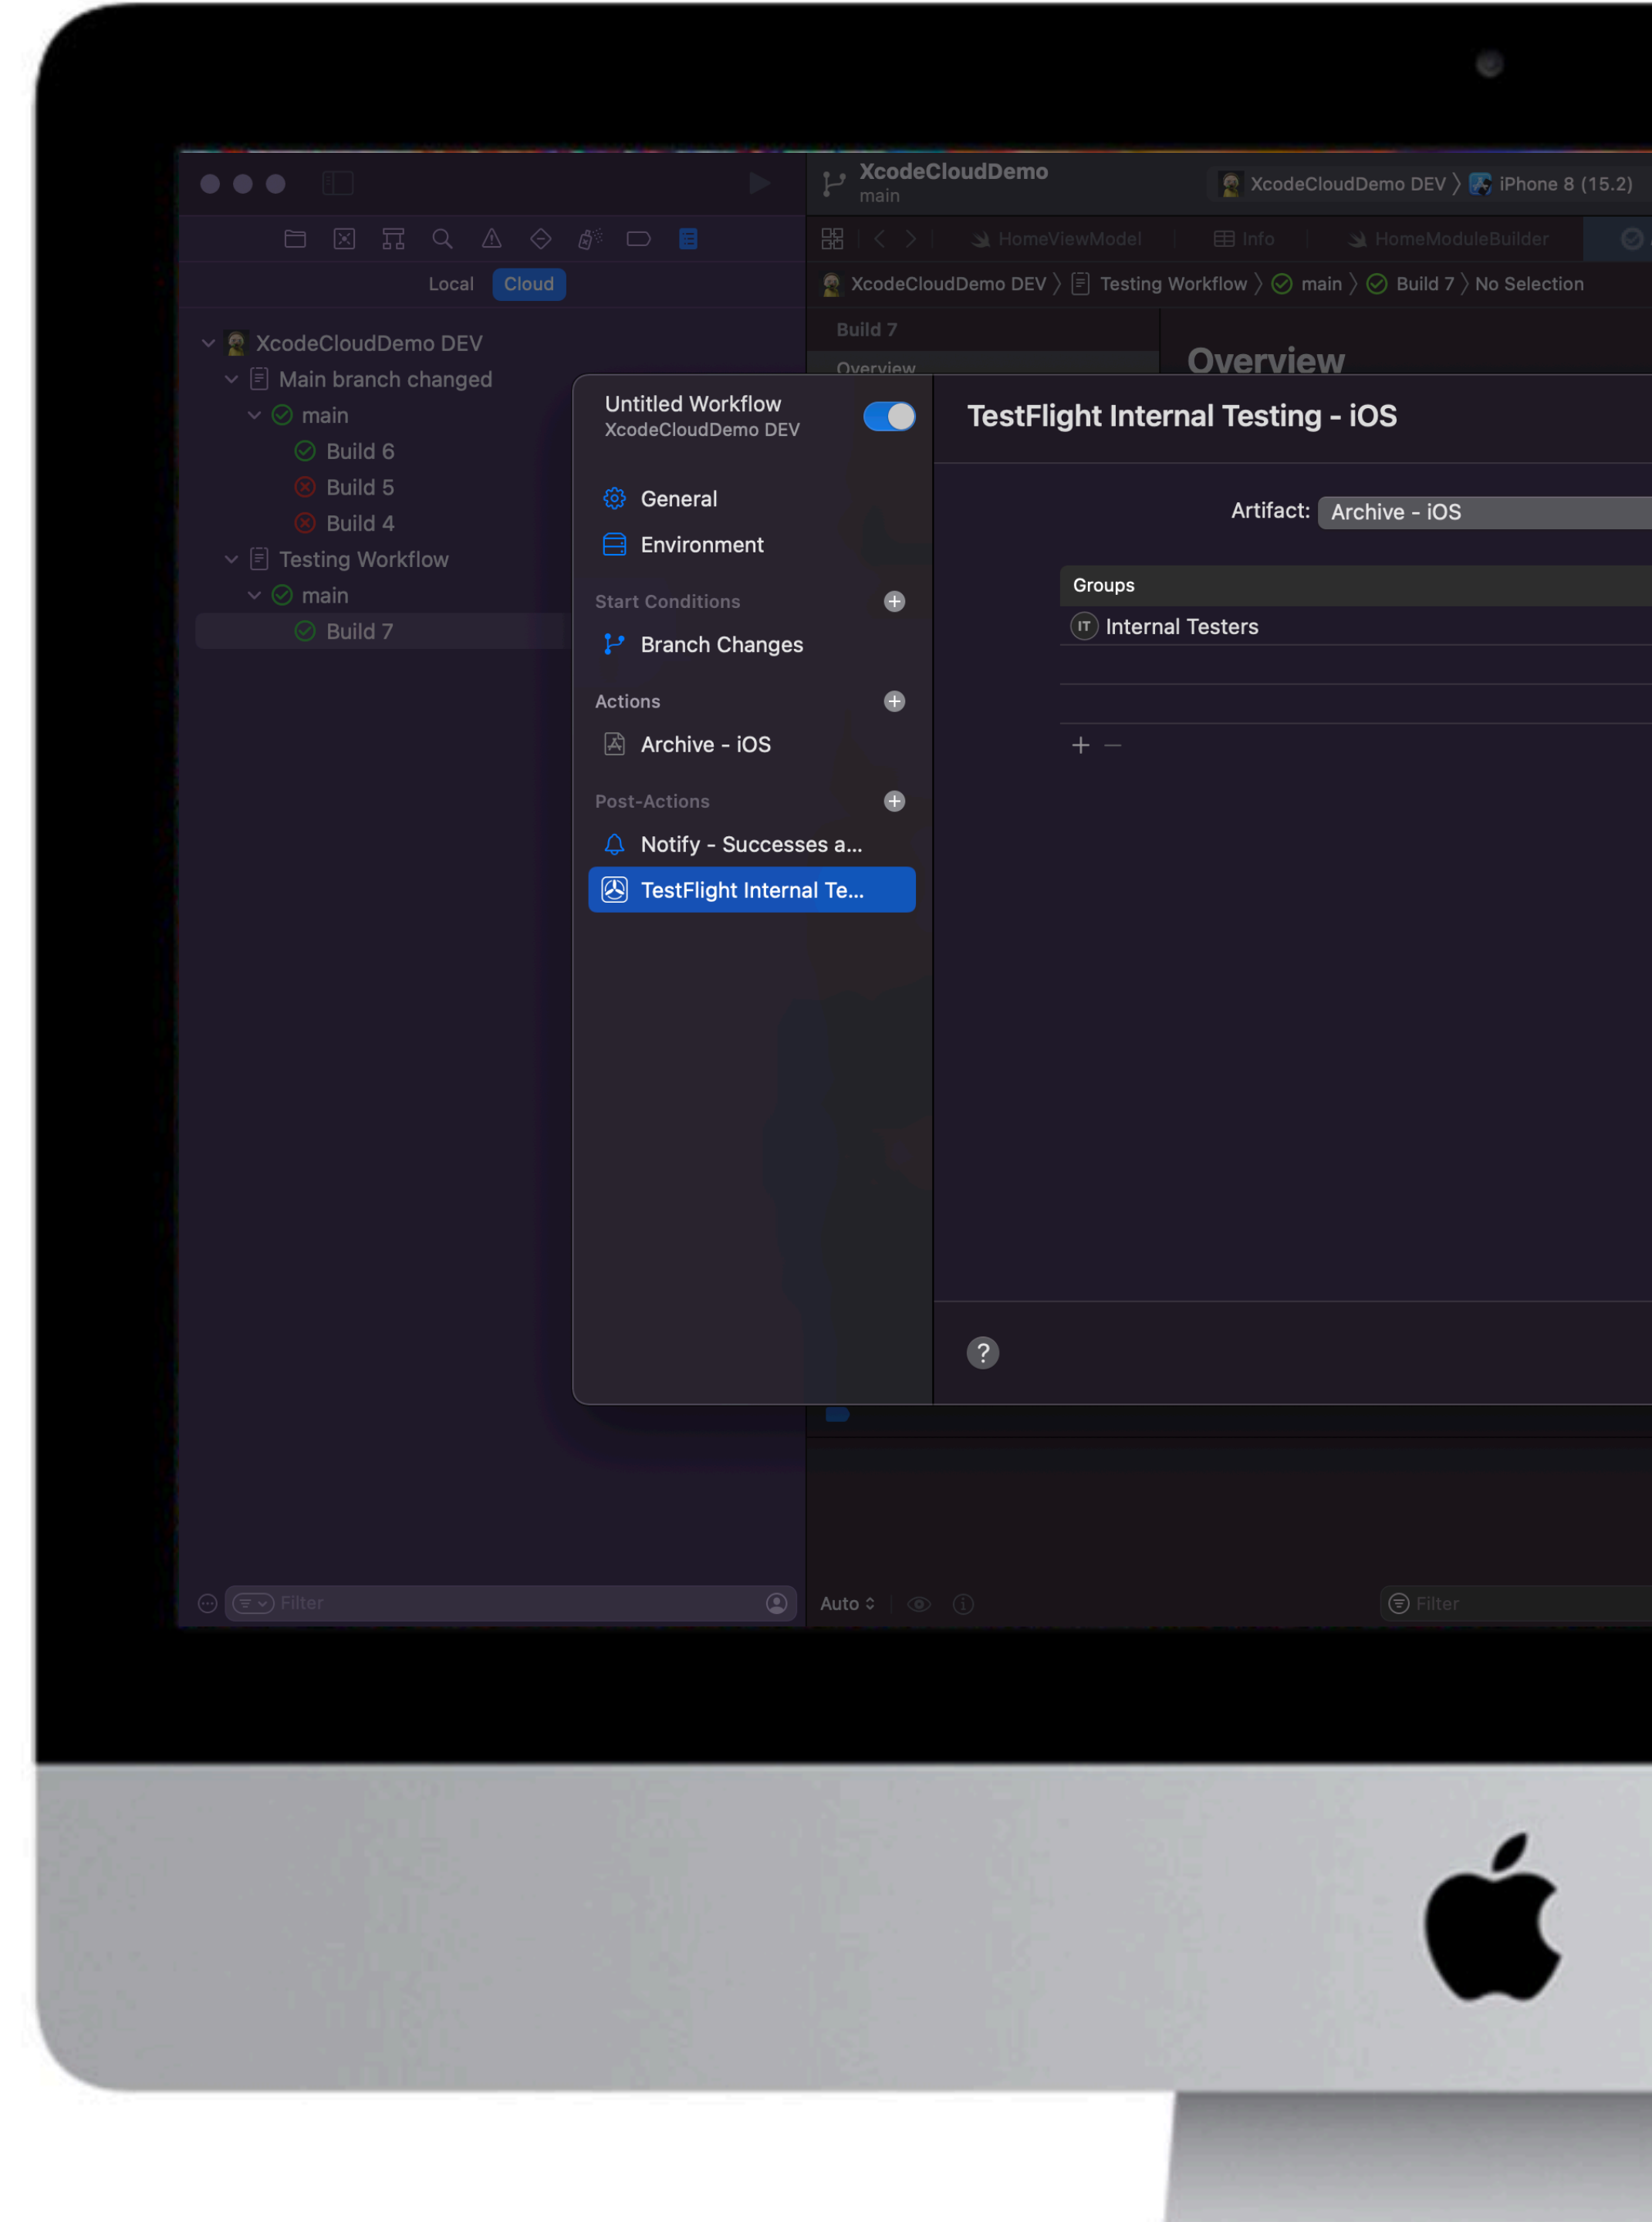 XcodeCloudDemo
main
XcodeCloudDemo DEV
iPhone 8 (15.2)
HomeViewModel
Info
HomeModuleBuilder
Local
Cloud
XcodeCloudDemo DEV
Testing Workflow
main
Build 7
No Selection
XcodeCloudDemo DEV
Main branch changed
main
Build 6
Build 5
Build 4
Testing Workflow
main
Build 7
Build 7
Overview
Overview
Untitled Workflow
XcodeCloudDemo DEV
General
Environment
Start Conditions
Branch Changes
Actions
Archive - iOS
Post-Actions
Notify - Successes a...
TestFlight Internal Te...
TestFlight Internal Testing - iOS
Artifact:
Archive - iOS
Groups
IT
Internal Testers
?
Filter
Auto
Filter